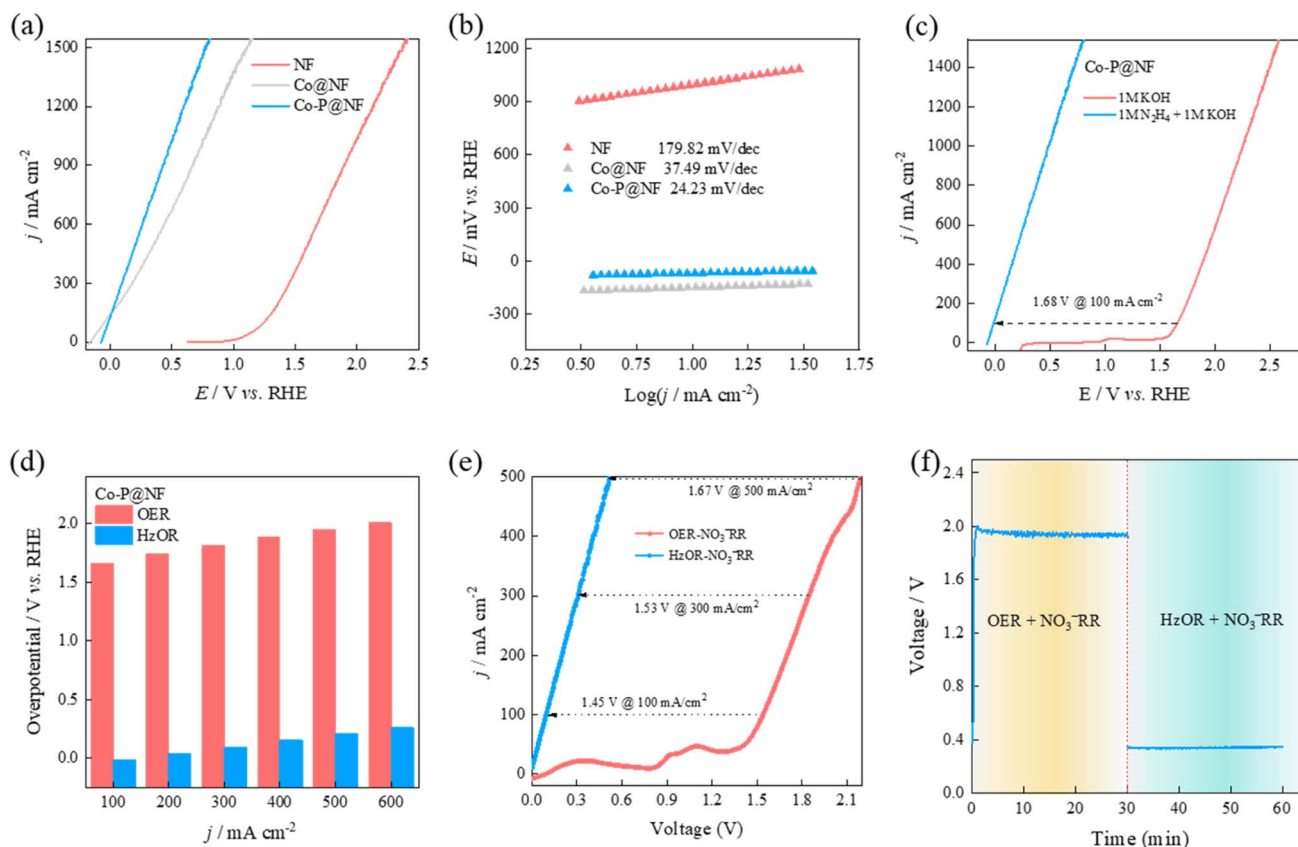 (a)
1500
1200
900
600
300
0
j / mA cm⁻²
NF
Co@NF
Co-P@NF
0.0 0.5 1.0 1.5 2.0 2.5
E / V vs. RHE
(b)
1200
900
600
300
0
-300
E / mV vs. RHE
NF 179.82 mV/dec
Co@NF 37.49 mV/dec
Co-P@NF 24.23 mV/dec
0.25 0.50 0.75 1.00 1.25 1.50 1.75
Log(j / mA cm⁻²)
(c)
1400
1200
1000
800
600
400
200
0
j / mA cm⁻²
Co-P@NF
1MKOH
1MN₂H₄ + 1MKOH
1.68 V @ 100 mA cm⁻²
0.0 0.5 1.0 1.5 2.0 2.5
E / V vs. RHE
(d)
2.0
1.5
1.0
0.5
0.0
Overpotential / V vs. RHE
Co-P@NF
OER
HzOR
100 200 300 400 500 600
j / mA cm⁻²
(e)
500
400
300
200
100
0
j / mA cm⁻²
1.67 V @ 500 mA/cm²
OER-NO₃⁻RR
HzOR-NO₃⁻RR
1.53 V @ 300 mA/cm²
1.45 V @ 100 mA/cm²
0.0 0.3 0.6 0.9 1.2 1.5 1.8 2.1
Voltage (V)
(f)
2.4
2.0
1.6
1.2
0.8
0.4
0.0
Voltage / V
OER + NO₃⁻RR
HzOR + NO₃⁻RR
0 10 20 30 40 50 60
Time (min)